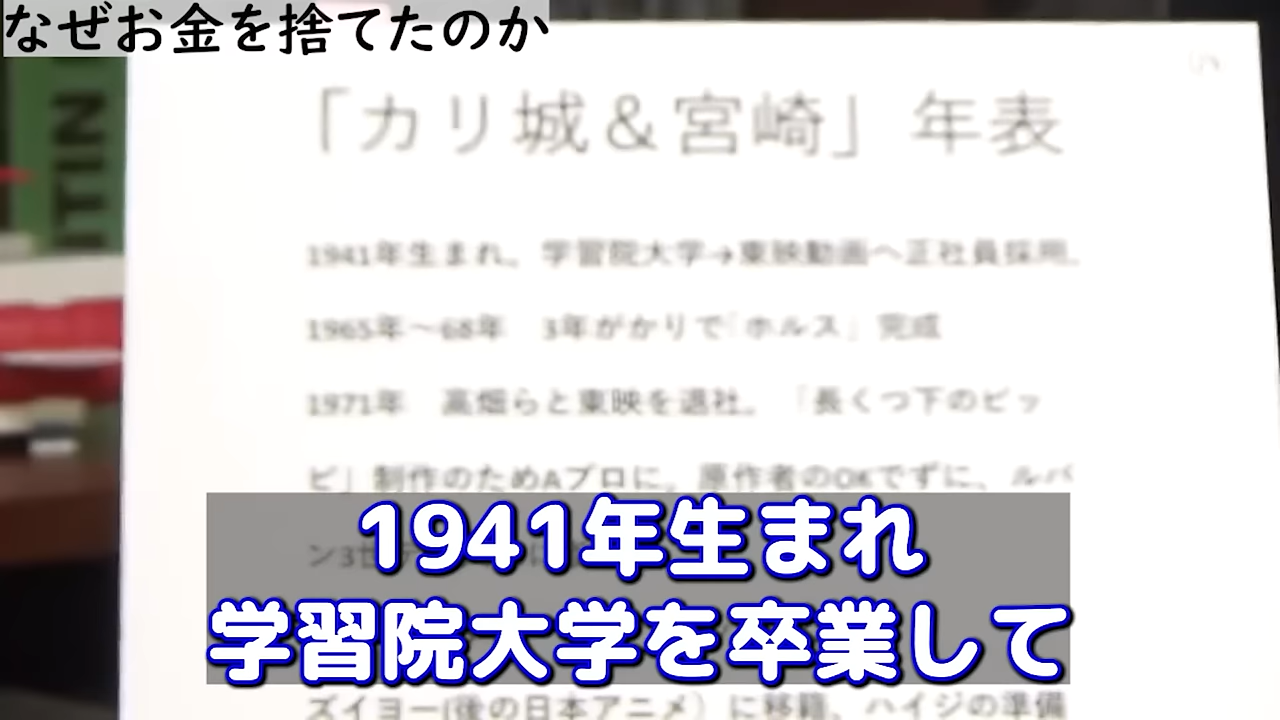 なぜお金を捨てたのか
ITIN
「カリ城＆宮崎」年表
1941年生まれ。学習院大学→東映動画へ正社員採用。
1965年～68年　3年がかりで「ホルス」完成
1971年　高畑らと東映を退社。「長くつ下のピッ
ピ」制作のためAプロに。原作者のOKでずに、ルパ
ン3世
1941年生まれ
学習院大学を卒業して
ズイヨー(後の日本アニメ）に移籍、ハイジの準備